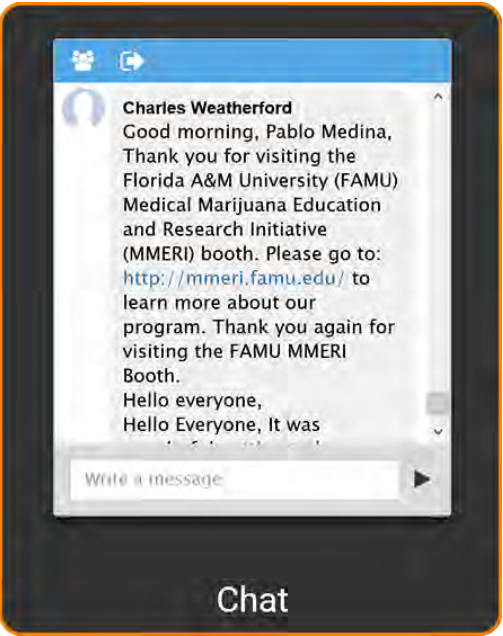 Charles Weatherford
Good morning, Pablo Medina,
Thank you for visiting the
Florida A&M University (FAMU)
Medical Marijuana Education
and Research Initiative
(MMERI) booth. Please go to:
http://mmeri.famu.edu/ to
learn more about our
program. Thank you again for
visiting the FAMU MMERI
Booth.
Hello everyone,
Hello Everyone, It was
Write a message
Chat